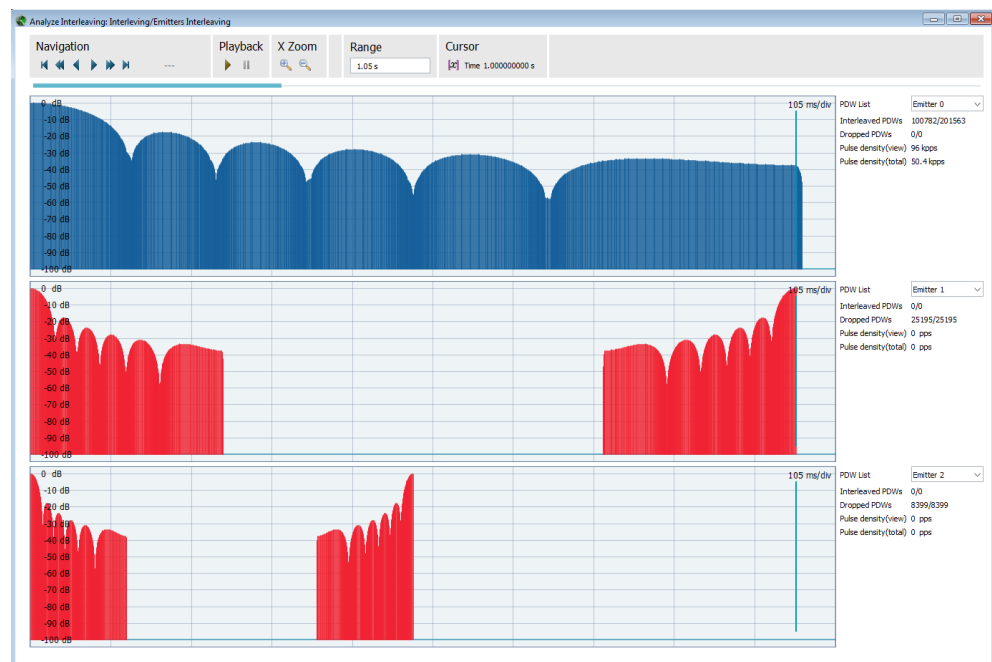 Analyze Interleaving: Interleving/Emitters Interleaving
Navigation
---
Playback
X Zoom
Range
1.05 s
Cursor
[x] Time 1.000000000 s
0 dB
-10 dB
-20 dB
-30 dB
-40 dB
-50 dB
-60 dB
-70 dB
-80 dB
-90 dB
-100 dB
105 ms/div
PDW List Emitter 0
Interleaved PDWs 100782/201563
Dropped PDWs 0/0
Pulse density(view) 96 kpps
Pulse density(total) 50.4 kpps
0 dB
-10 dB
-20 dB
-30 dB
-40 dB
-50 dB
-60 dB
-70 dB
-80 dB
-90 dB
-100 dB
105 ms/div
PDW List Emitter 1
Interleaved PDWs 0/0
Dropped PDWs 25195/25195
Pulse density(view) 0 pps
Pulse density(total) 0 pps
0 dB
-10 dB
-20 dB
-30 dB
-40 dB
-50 dB
-60 dB
-70 dB
-80 dB
-90 dB
-100 dB
105 ms/div
PDW List Emitter 2
Interleaved PDWs 0/0
Dropped PDWs 8399/8399
Pulse density(view) 0 pps
Pulse density(total) 0 pps